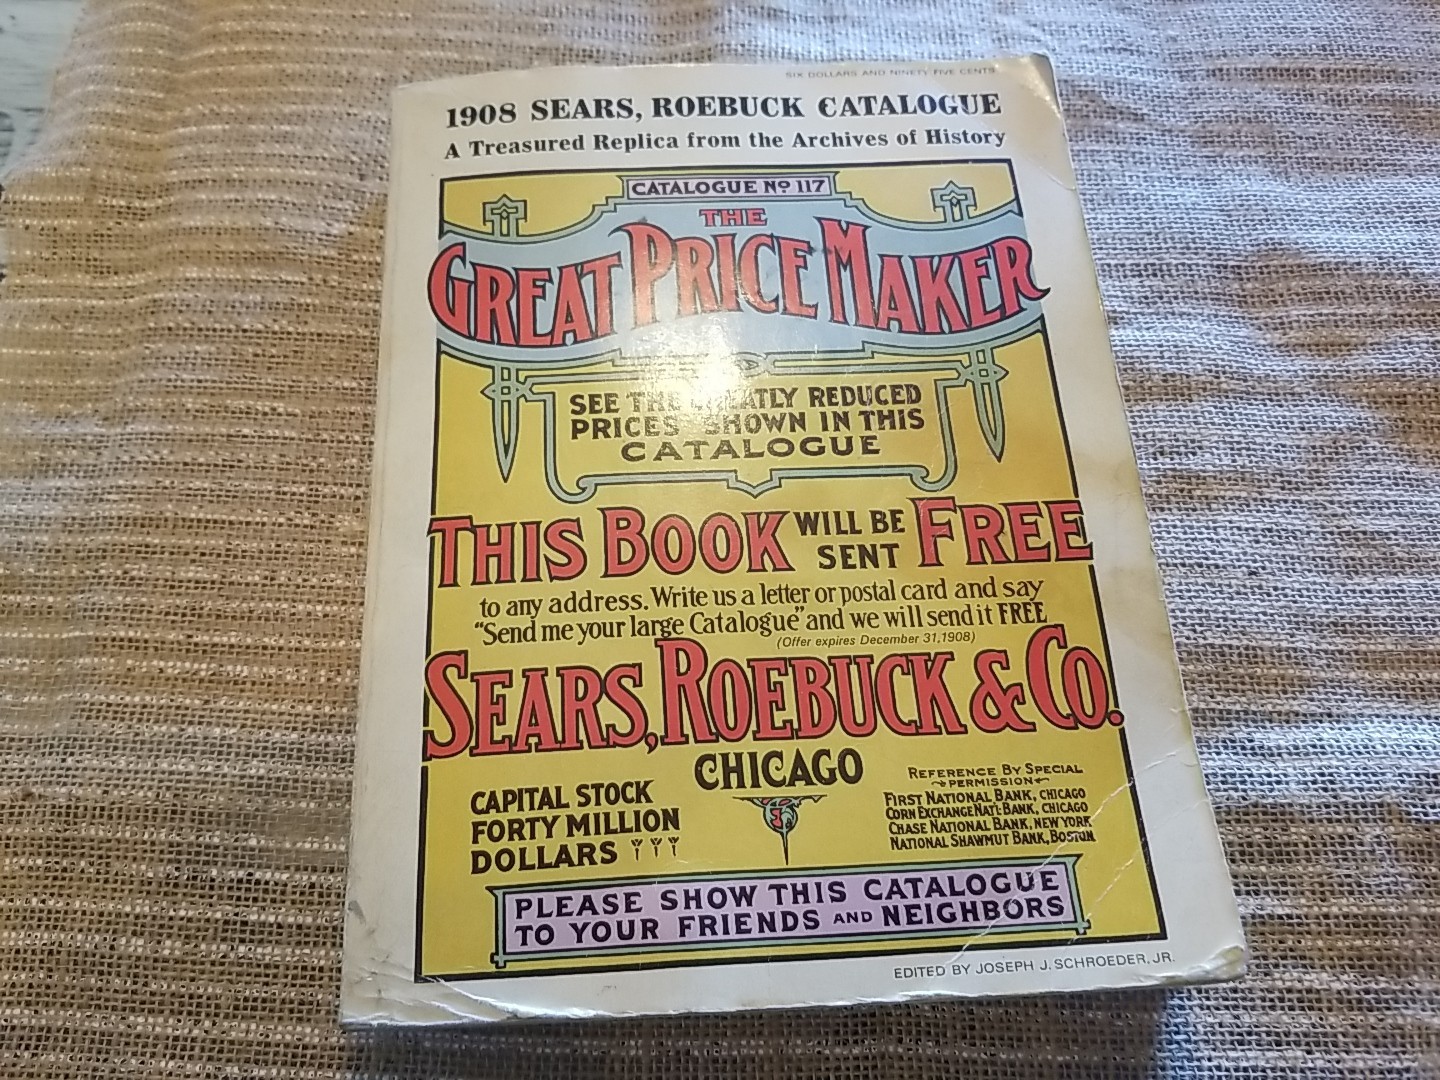 SIX DOLLARS AND NINETY FIVE CENTS
1908 SEARS, ROEBUCK CATALOGUE
A Treasured Replica from the Archives of History
CATALOGUE No 117
THE
GREAT PRICE MAKER
SEE THE GREATLY REDUCED
PRICES SHOWN IN THIS
CATALOGUE
THIS BOOK WILL BE SENT FREE
to any address. Write us a letter or postal card and say
"Send me your large Catalogue" and we will send it FREE
(Offer expires December 31, 1908)
SEARS, ROEBUCK & CO.
CHICAGO
CAPITAL STOCK
FORTY MILLION
DOLLARS
REFERENCE BY SPECIAL
PERMISSION
FIRST NATIONAL BANK, CHICAGO
CORN EXCHANGE NAT'L BANK, CHICAGO
CHASE NATIONAL BANK, NEW YORK
NATIONAL SHAWMUT BANK, BOSTON
PLEASE SHOW THIS CATALOGUE
TO YOUR FRIENDS AND NEIGHBORS
EDITED BY JOSEPH J. SCHROEDER, JR.